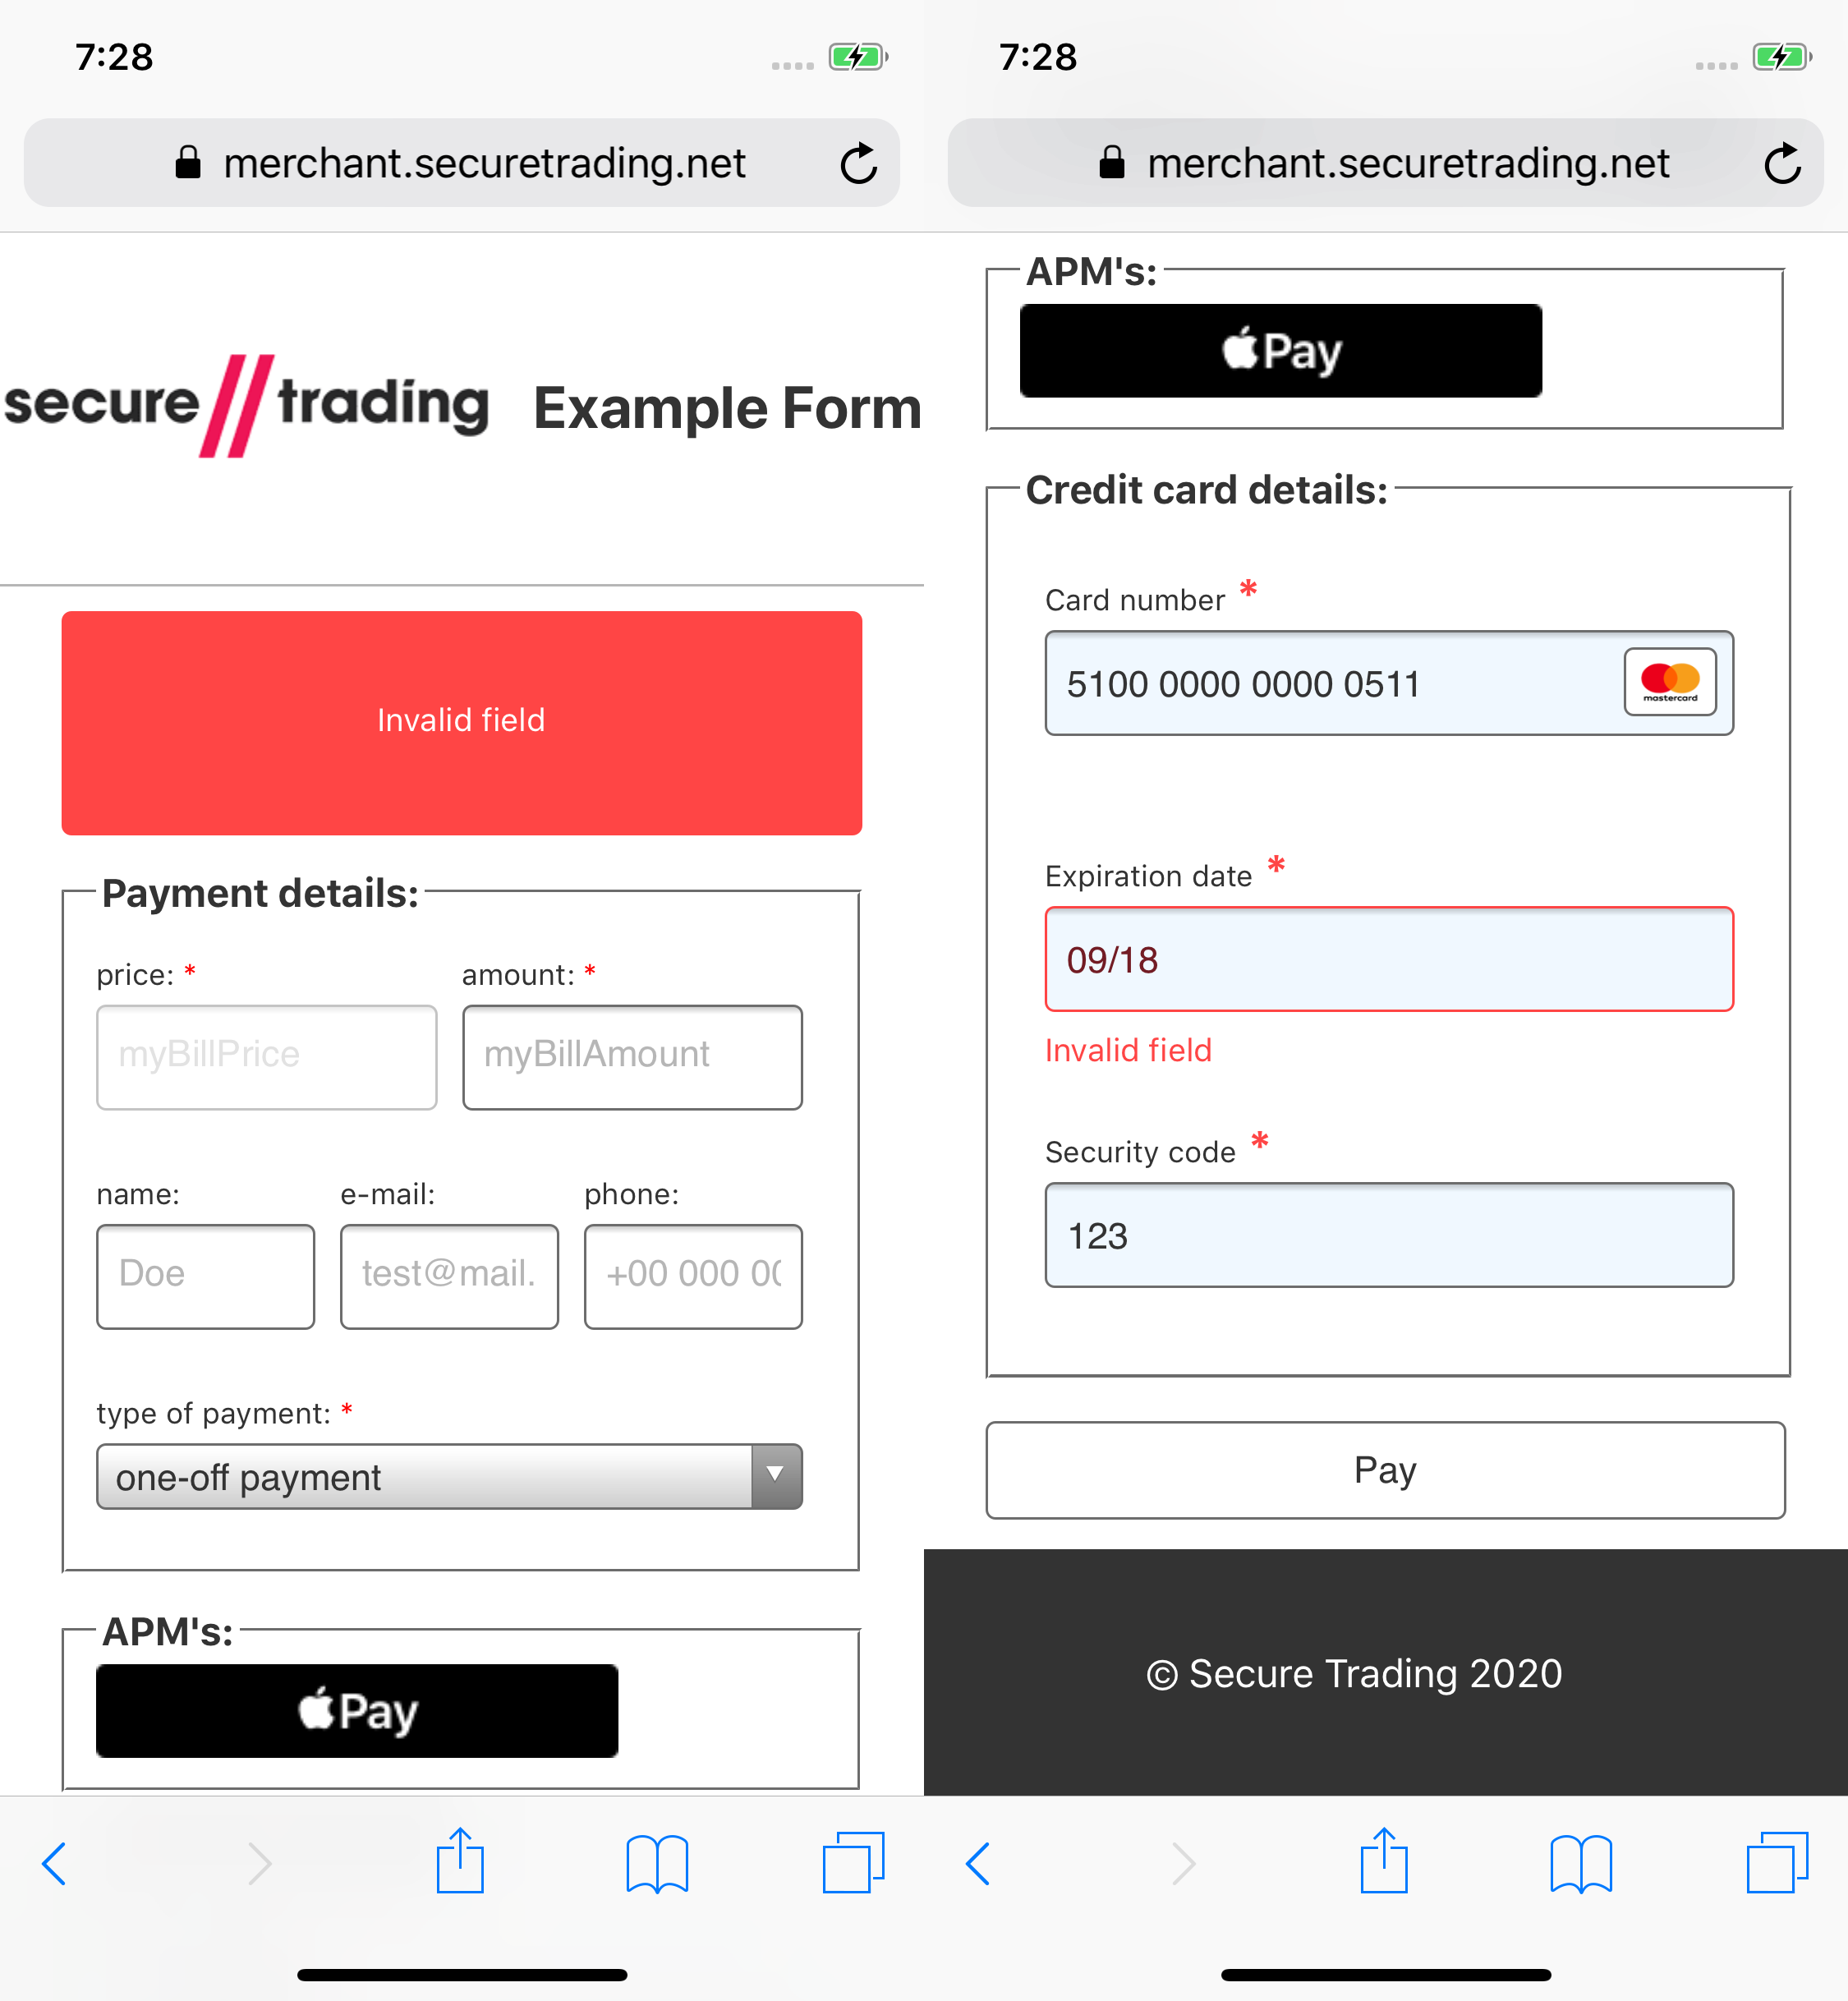 7:28
merchant.securetrading.net
secure trading Example Form
Invalid field
Payment details:
price: * amount: *
myBillPrice myBillAmount
name: e-mail: phone:
Doe test@mail. +00 000 00
type of payment: *
one-off payment
APM's:
Pay
7:28
merchant.securetrading.net
APM's:
Pay
Credit card details:
Card number *
5100 0000 0000 0511
mastercard
Expiration date *
09/18
Invalid field
Security code *
123
Pay
© Secure Trading 2020